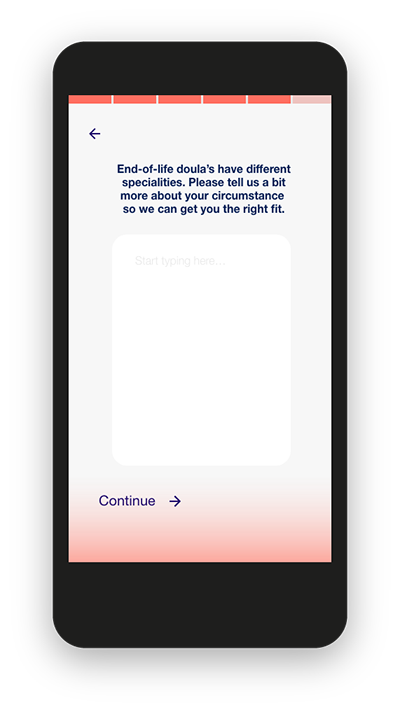 End-of-life doula's have different
specialities. Please tell us a bit
more about your circumstance
so we can get you the right fit.
Start typing here...
Continue